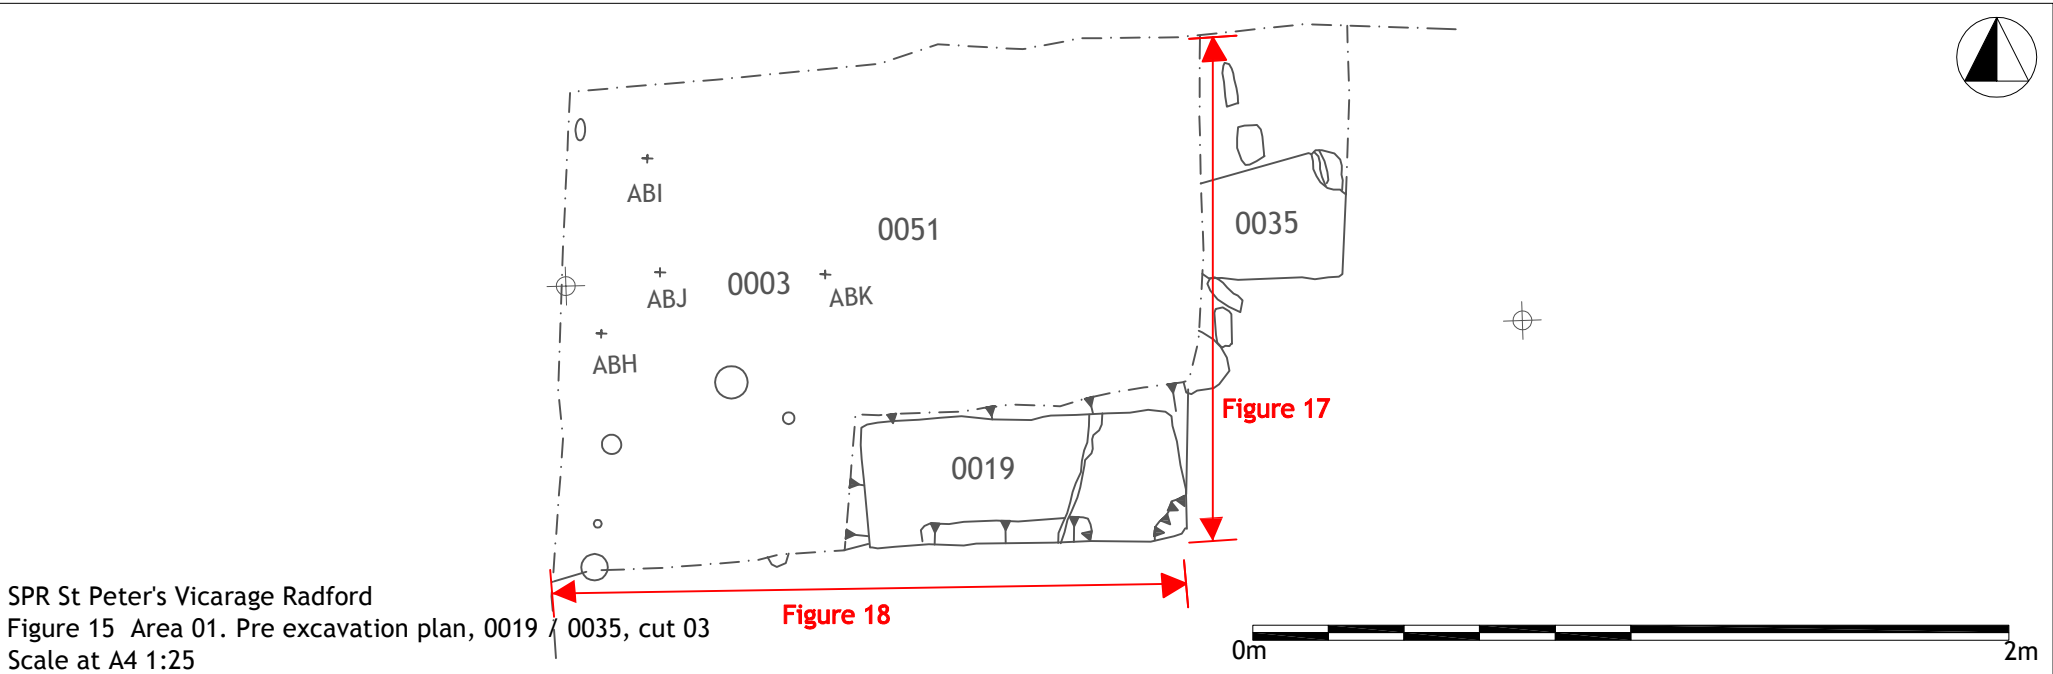 ABI
0051
0035
0003
ABJ
ABK
ABH
Figure 17
0019
Figure 18
SPR St Peter's Vicarage Radford
Figure 15 Area 01. Pre excavation plan, 0019 / 0035, cut 03
Scale at A4 1:25
0m
2m